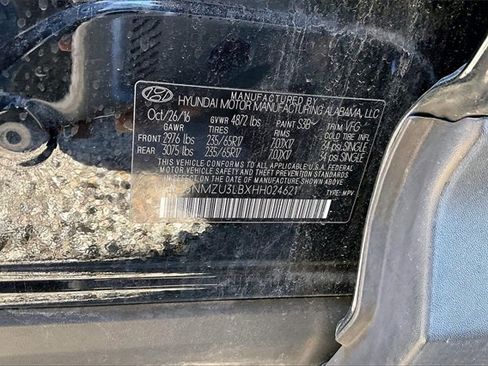 MANUFACTURED BY
HYUNDAI MOTOR MANUFACTURING ALABAMA, LLC
Oct/26/16 GVWR 4872 lbs PAINT S3B TRIM VFG
GAWR TIRES RIMS COLD TIRE INFL.
FRONT 2976 lbs 235/65R17 7.0JX17 34 psi SINGLE
REAR 3075 lbs 235/65R17 7.0JX17 34 psi SINGLE
THIS VEHICLE CONFORMS TO ALL APPLICABLE U.S.A FEDERAL
MOTOR VEHICLE SAFETY AND THEFT PREVENTION STANDARDS
IN EFFECT ON THE DATE OF MANUFACTURE SHOWN ABOVE.
NMZU3LBXHH024621
TYPE: MPV